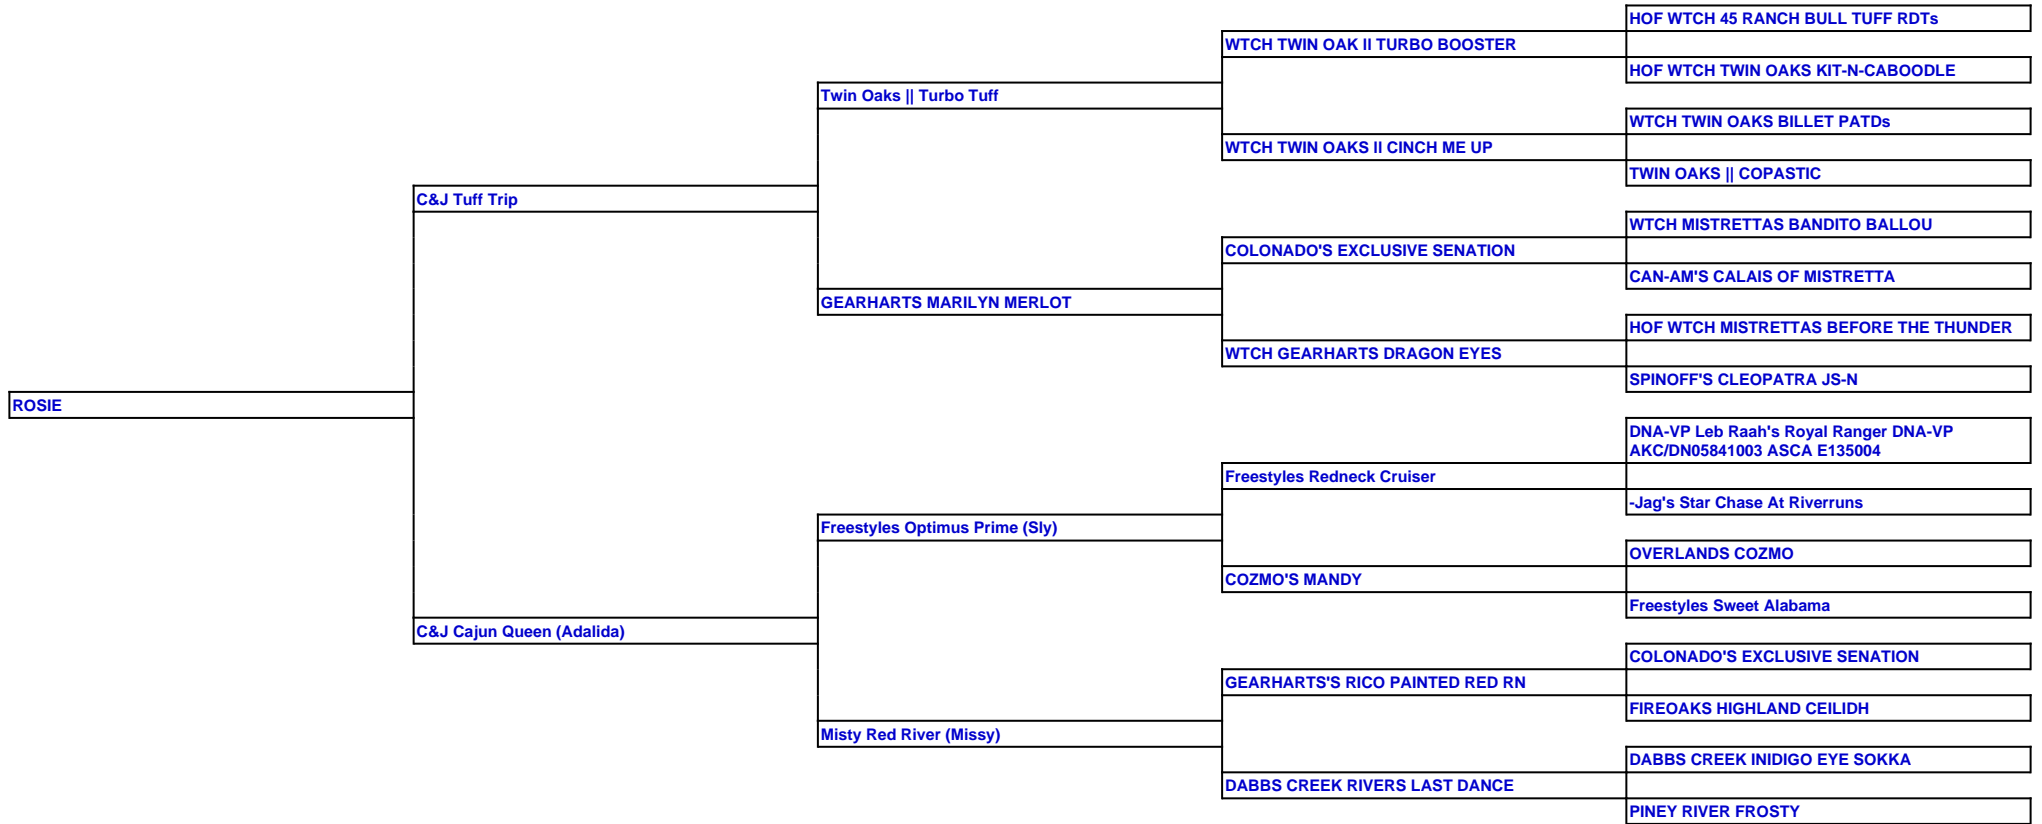 HOF WTCH 45 RANCH BULL TUFF RDTs
WTCH TWIN OAK II TURBO BOOSTER
HOF WTCH TWIN OAKS KIT-N-CABOODLE
Twin Oaks || Turbo Tuff
WTCH TWIN OAKS BILLET PATDs
WTCH TWIN OAKS II CINCH ME UP
TWIN OAKS || COPASTIC
C&J Tuff Trip
WTCH MISTRETTAS BANDITO BALLOU
COLONADO'S EXCLUSIVE SENATION
CAN-AM'S CALAIS OF MISTRETTA
GEARHARTS MARILYN MERLOT
HOF WTCH MISTRETTAS BEFORE THE THUNDER
WTCH GEARHARTS DRAGON EYES
SPINOFF'S CLEOPATRA JS-N
ROSIE
DNA-VP Leb Raah's Royal Ranger DNA-VP
AKC/DN05841003 ASCA E135004
Freestyles Redneck Cruiser
-Jag's Star Chase At Riverruns
Freestyles Optimus Prime (Sly)
OVERLANDS COZMO
COZMO'S MANDY
Freestyles Sweet Alabama
C&J Cajun Queen (Adalida)
COLONADO'S EXCLUSIVE SENATION
GEARHARTS'S RICO PAINTED RED RN
FIREOAKS HIGHLAND CEILIDH
Misty Red River (Missy)
DABBS CREEK INIDIGO EYE SOKKA
DABBS CREEK RIVERS LAST DANCE
PINEY RIVER FROSTY